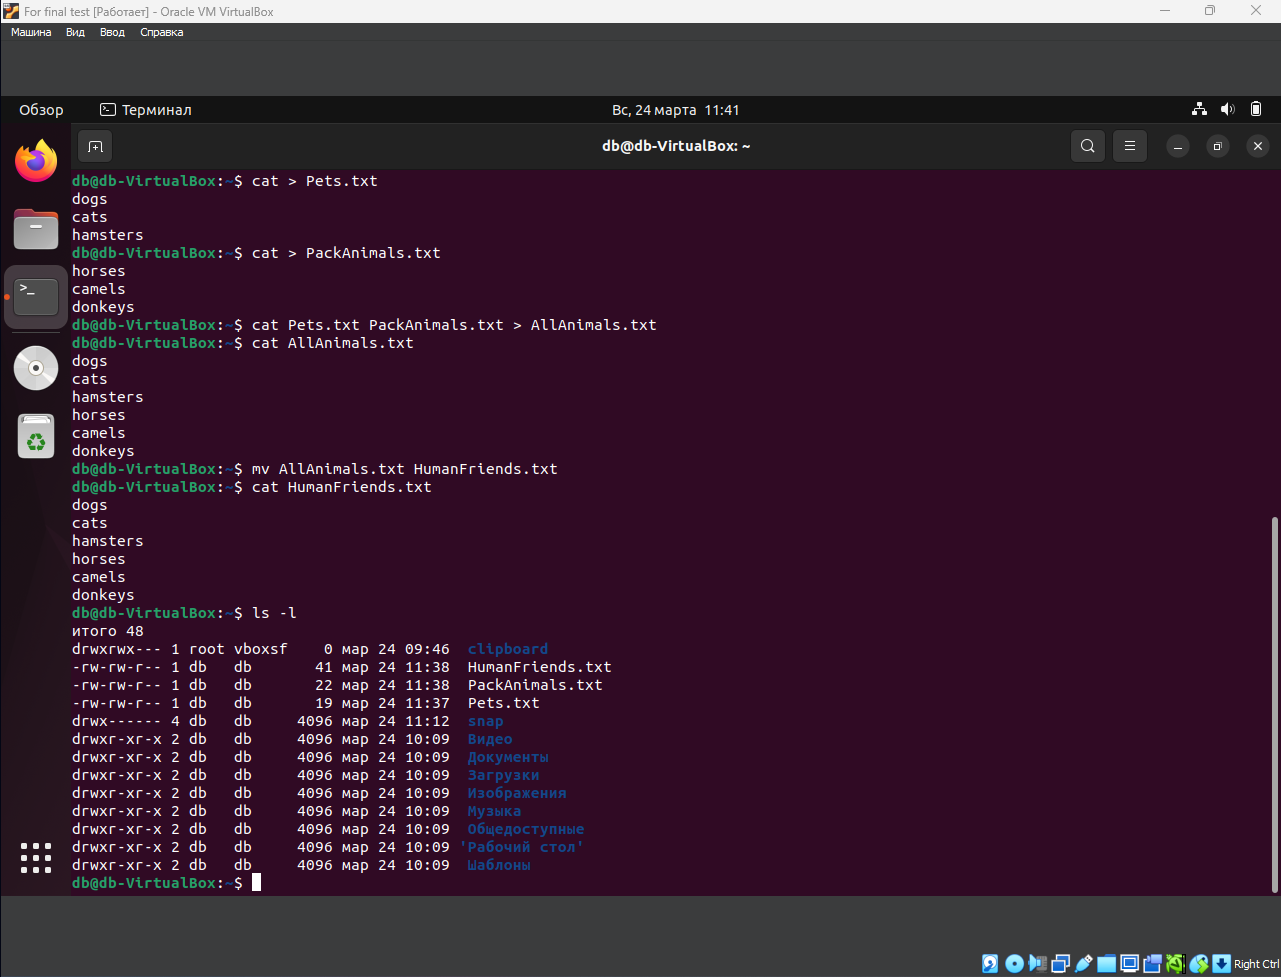 For final test [Работает] - Oracle VM VirtualBox
Машина Вид Ввод Справка
Обзор Терминал Вс, 24 марта 11:41
db@db-VirtualBox: ~
db@db-VirtualBox:~$ cat > Pets.txt
dogs
cats
hamsters
db@db-VirtualBox:~$ cat > PackAnimals.txt
horses
camels
donkeys
db@db-VirtualBox:~$ cat Pets.txt PackAnimals.txt > AllAnimals.txt
db@db-VirtualBox:~$ cat AllAnimals.txt
dogs
cats
hamsters
horses
camels
donkeys
db@db-VirtualBox:~$ mv AllAnimals.txt HumanFriends.txt
db@db-VirtualBox:~$ cat HumanFriends.txt
dogs
cats
hamsters
horses
camels
donkeys
db@db-VirtualBox:~$ ls -l
итого 48
drwxrwx--- 1 root vboxsf    0 мар 24 09:46  clipboard
-rw-rw-r-- 1 db   db       41 мар 24 11:38  HumanFriends.txt
-rw-rw-r-- 1 db   db       22 мар 24 11:38  PackAnimals.txt
-rw-rw-r-- 1 db   db       19 мар 24 11:37  Pets.txt
drwx------ 4 db   db     4096 мар 24 11:12  snap
drwxr-xr-x 2 db   db     4096 мар 24 10:09  Видео
drwxr-xr-x 2 db   db     4096 мар 24 10:09  Документы
drwxr-xr-x 2 db   db     4096 мар 24 10:09  Загрузки
drwxr-xr-x 2 db   db     4096 мар 24 10:09  Изображения
drwxr-xr-x 2 db   db     4096 мар 24 10:09  Музыка
drwxr-xr-x 2 db   db     4096 мар 24 10:09  Общедоступные
drwxr-xr-x 2 db   db     4096 мар 24 10:09 'Рабочий стол'
drwxr-xr-x 2 db   db     4096 мар 24 10:09  Шаблоны
db@db-VirtualBox:~$
Right Ctrl